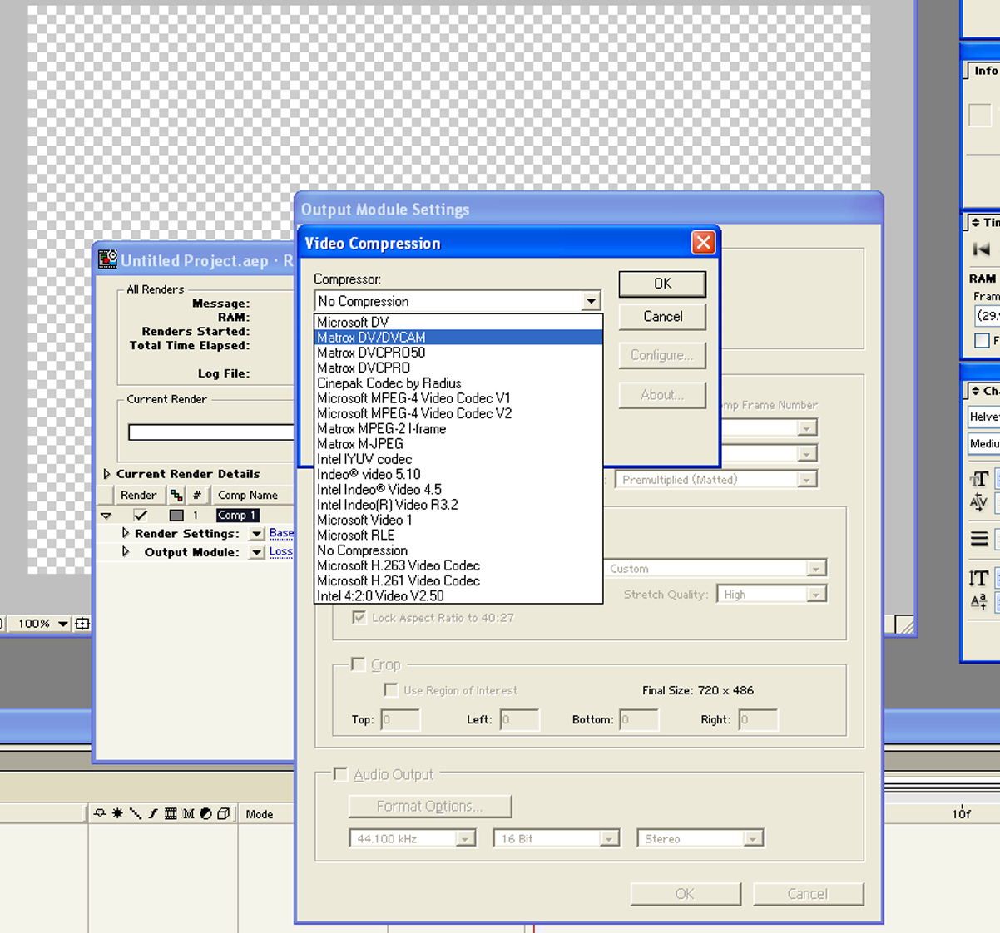 Info
Output Module Settings
Video Compression
Untitled Project.aep · R
Compressor:
No Compression
OK
Cancel
Configure...
About...
Microsoft DV
Matrox DV/DVCAM
Matrox DVCPRO50
Matrox DVCPRO
Cinepak Codec by Radius
Microsoft MPEG-4 Video Codec V1
Microsoft MPEG-4 Video Codec V2
Matrox MPEG-2 I-frame
Matrox M-JPEG
Intel IYUV codec
Indeo® video 5.10
Intel Indeo® Video 4.5
Intel Indeo(R) Video R3.2
Microsoft Video 1
Microsoft RLE
No Compression
Microsoft H.263 Video Codec
Microsoft H.261 Video Codec
Intel 4:2:0 Video V2.50
All Renders
Message:
RAM:
Renders Started:
Total Time Elapsed:
Log File:
Current Render
Current Render Details
Render # Comp Name
1 Comp 1
Render Settings: Base
Output Module: Loss
omp Frame Number
Premultiplied (Matted)
Custom
Stretch Quality: High
Lock Aspect Ratio to 40:27
Crop
Use Region of Interest Final Size: 720 x 486
Top: 0 Left: 0 Bottom: 0 Right: 0
Audio Output
Format Options...
44.100 kHz 16 Bit Stereo
OK Cancel
100%
M Mode
10f
Tim
RAM
Fram
(29.9
F
Ch
Helve
Mediu